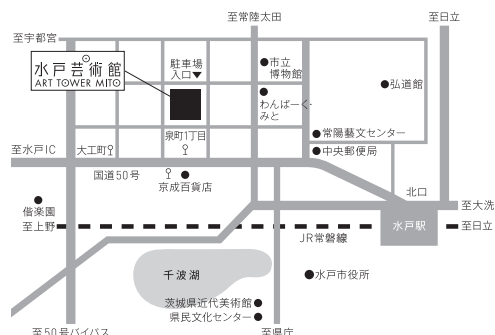 至常陸太田
至日立
至宇都宮
水戸芸術館
ART TOWER MITO
駐車場
入口▼
市立
博物館
弘道館
わんぱーく・
みと
泉町1丁目
常陽藝文センター
中央郵便局
至水戸IC
大工町
国道50号
京成百貨店
北口
偕楽園
至大洗
至上野
水戸駅
至日立
JR常磐線
千波湖
水戸市役所
茨城県近代美術館
県民文化センター
至50号バイパス
至県庁